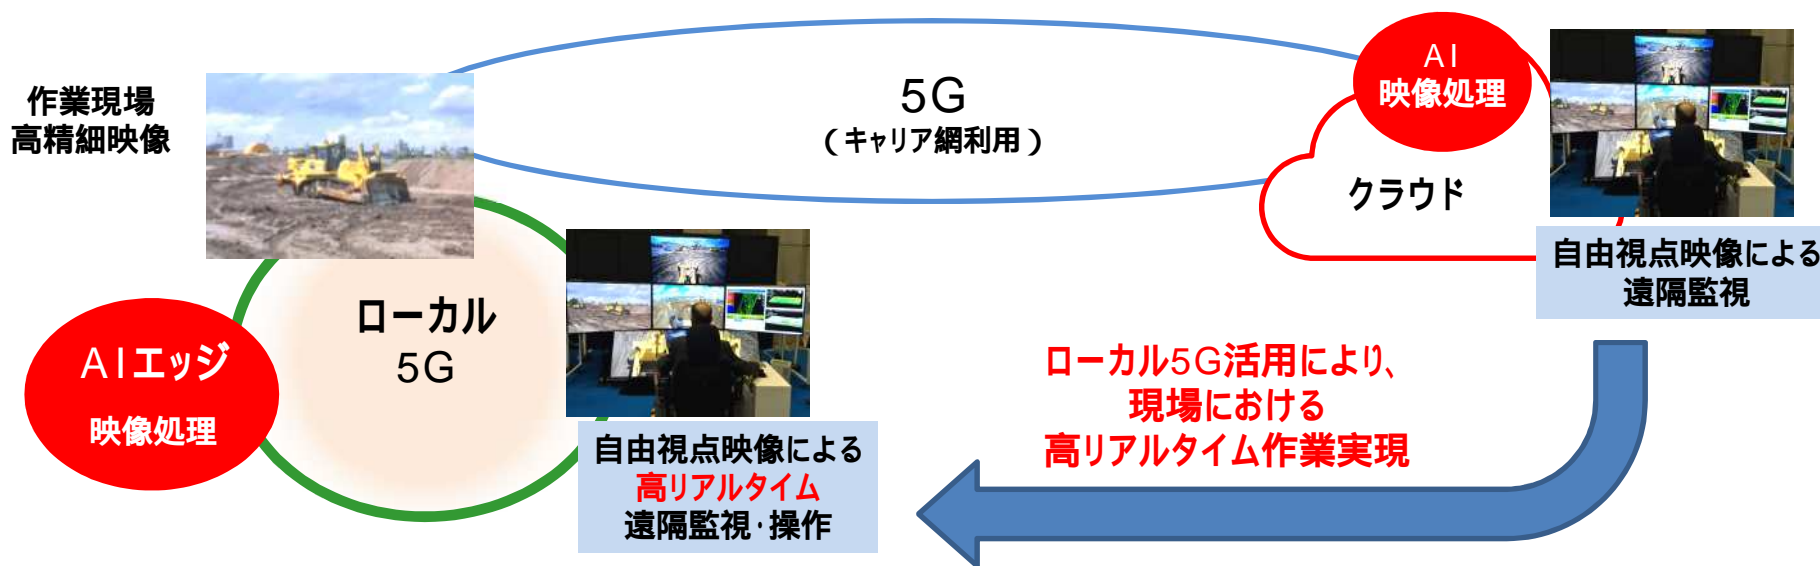 作業現場
高精細映像
5G
（キャリア網利用）
AI
映像処理
クラウド
自由視点映像による
遠隔監視
ローカル
5G
AIエッジ
映像処理
自由視点映像による
高リアルタイム
遠隔監視・操作
ローカル5G活用により、
現場における
高リアルタイム作業実現